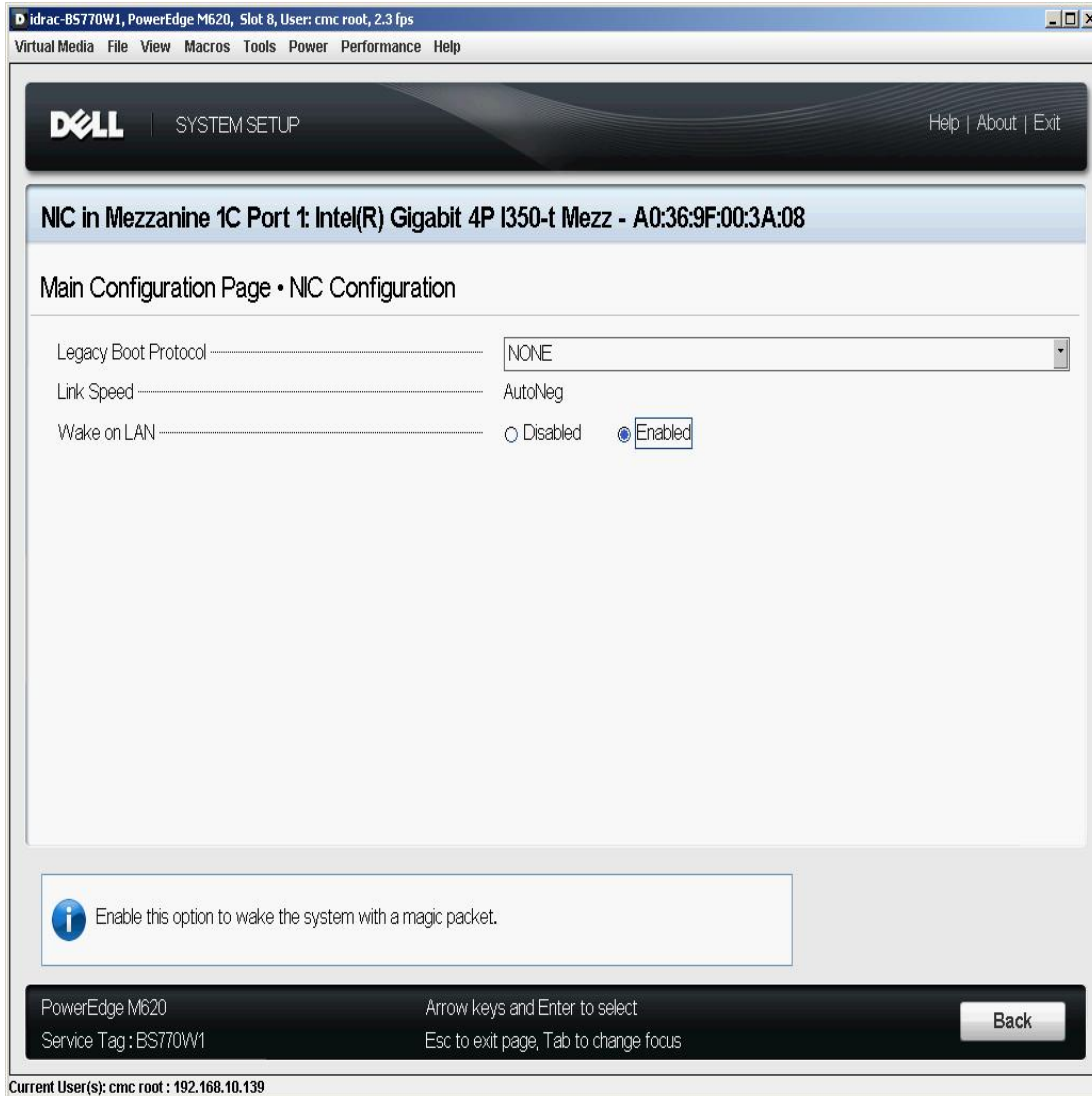 idrac-BS770W1, PowerEdge M620, Slot 8, User: cmc root, 2.3 fps
Virtual Media File View Macros Tools Power Performance Help
DELL SYSTEM SETUP Help | About | Exit
NIC in Mezzanine 1C Port 1: Intel(R) Gigabit 4P I350-t Mezz - A0:36:9F:00:3A:08
Main Configuration Page • NIC Configuration
Legacy Boot Protocol NONE
Link Speed AutoNeg
Wake on LAN Disabled Enabled
Enable this option to wake the system with a magic packet.
PowerEdge M620 Arrow keys and Enter to select Back
Service Tag : BS770W1 Esc to exit page, Tab to change focus
Current User(s): cmc root : 192.168.10.139